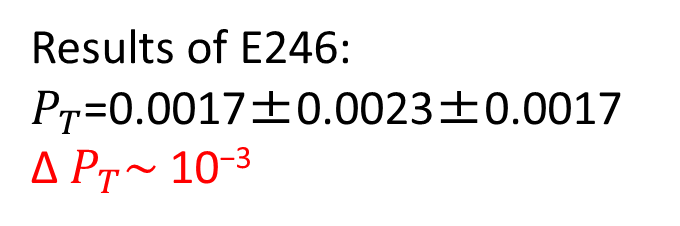 Results of E246:
P_T=0.0017±0.0023±0.0017
Δ P_T~ 10⁻³